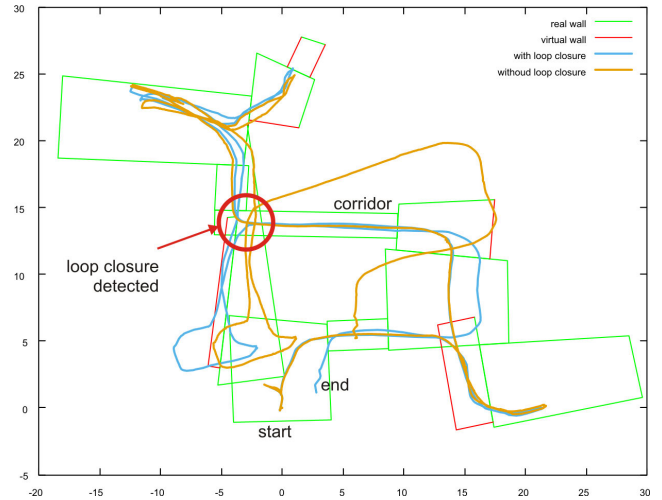 30
real wall
virtual wall
with loop closure
withoud loop closure
25
20
15
corridor
10
loop closure
detected
5
end
0
start
-5
-20
-15
-10
-5
0
5
10
15
20
25
30